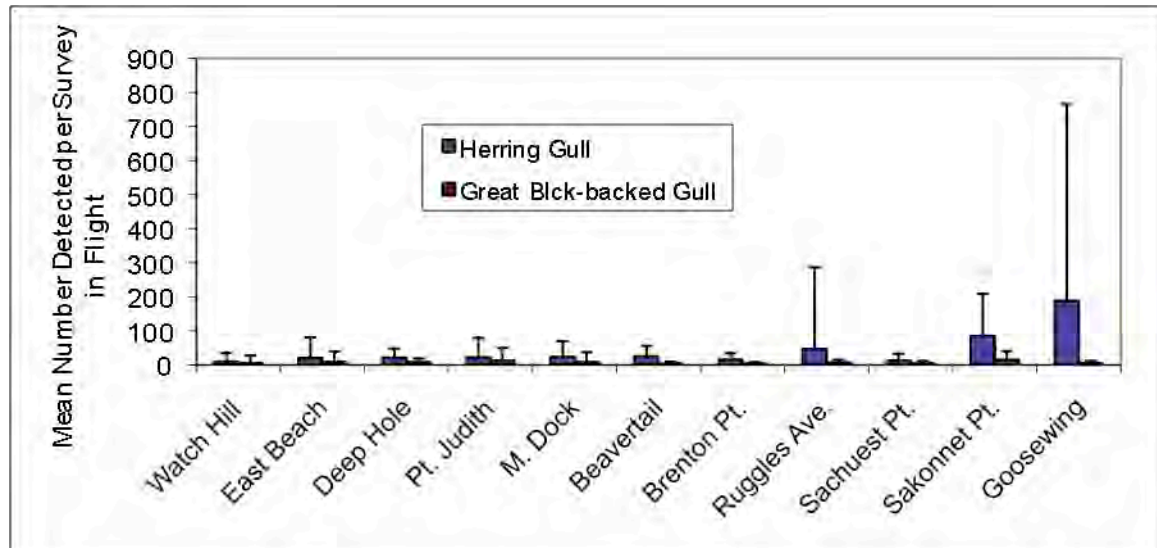 Mean Number Detected per Survey
in Flight
900
800
700
600
500
400
300
200
100
0
Herring Gull
Great Blck-backed Gull
Watch Hill
East Beach
Deep Hole
Pt. Judith
M. Dock
Beavertail
Brenton Pt.
Ruggles Ave.
Sachuest Pt.
Sakonnet Pt.
Goosewing